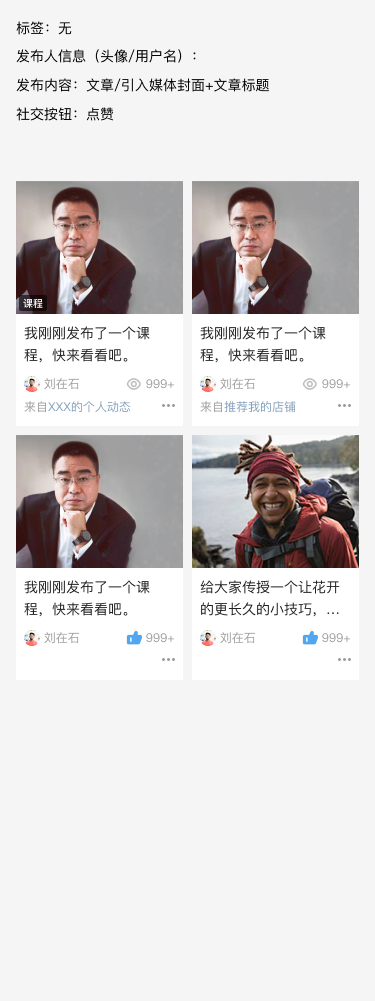 标签：无
发布人信息（头像/用户名）：
发布内容：文章/引入媒体封面+文章标题
社交按钮：点赞
课程
我刚刚发布了一个课
程，快来看看吧。
刘在石 999+
来自XXX的个人动态
我刚刚发布了一个课
程，快来看看吧。
刘在石 999+
来自推荐我的店铺
我刚刚发布了一个课
程，快来看看吧。
刘在石 999+
给大家传授一个让花开
的更长久的小技巧，...
刘在石 999+